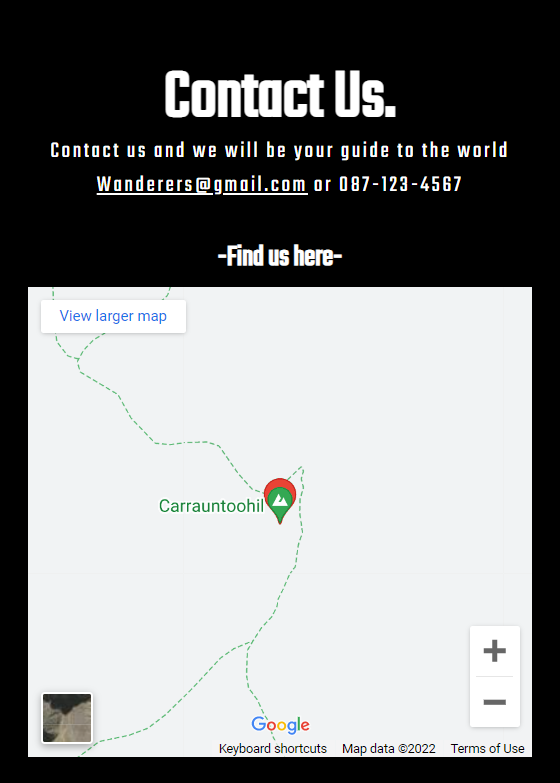 Contact Us.
Contact us and we will be your guide to the world
Wanderers@gmail.com or 087-123-4567
-Find us here-
View larger map
Carrauntoohil
Google
Keyboard shortcuts Map data ©2022 Terms of Use